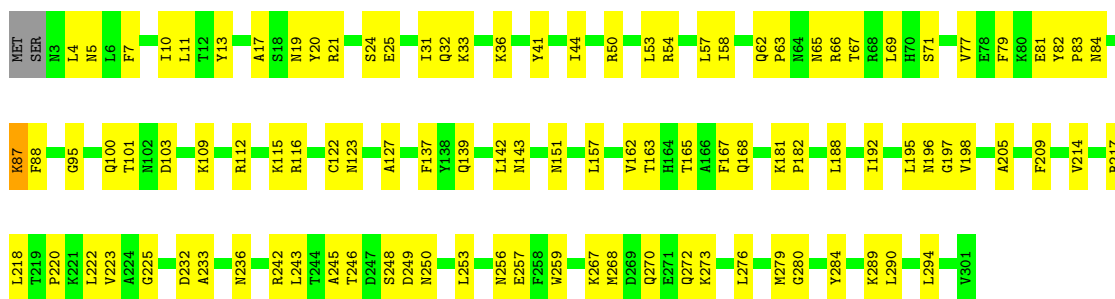 MET SER N3 L4 N5 L6 F7 I10 L11 T12 Y13 A17 S18 N19 Y20 R21 S24 E25 I31 Q32 K33 K36 Y41 I44 R50 L53 R54 L57 I58 Q62 P63 N64 N65 R66 T67 R68 L69 H70 S71 V77 E78 F79 K80 E81 Y82 P83 N84
K87 F88 G95 Q100 T101 N102 D103 K109 R112 K115 R116 C122 N123 A127 F137 Y138 Q139 L142 N143 N151 L157 V162 T163 H164 T165 A166 F167 Q168 K181 P182 L188 I192 L195 N196 G197 V198 A205 F209 V214
L218 T219 P220 K221 L222 V223 A224 G225 D232 A233 N236 R242 L243 T244 A245 T246 D247 S248 D249 N250 L253 N256 E257 F258 W259 K267 M268 D269 Q270 E271 Q272 K273 L276 M279 G280 Y284 K289 L290 L294 V301